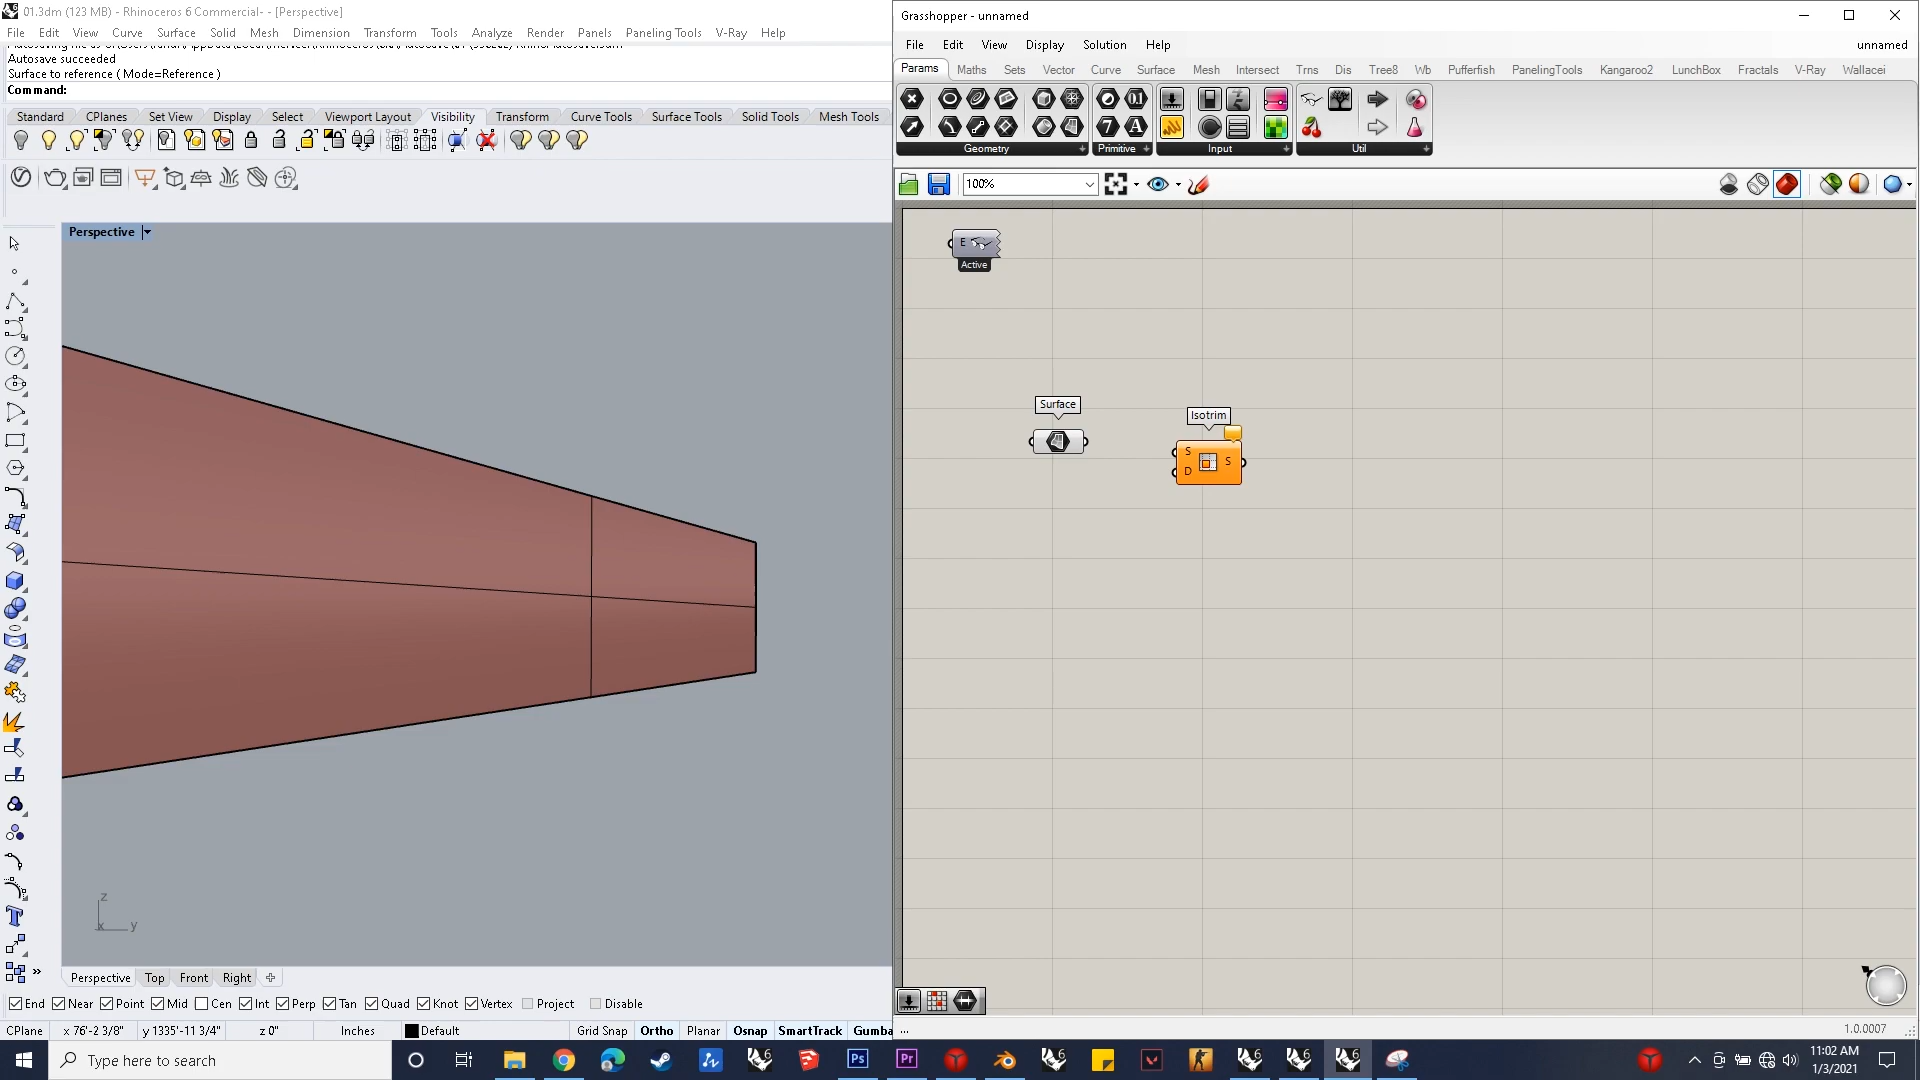 01.3dm (123 MB) - Rhinoceros 6 Commercial- - [Perspective]
File Edit View Curve Surface Solid Mesh Dimension Transform Tools Analyze Render Panels Paneling Tools V-Ray Help
Autosave succeeded
Surface to reference ( Mode=Reference )
Command:
Standard CPlanes Set View Display Select Viewport Layout Visibility Transform Curve Tools Surface Tools Solid Tools Mesh Tools
Perspective
z
x y
Perspective Top Front Right
End Near Point Mid Cen Int Perp Tan Quad Knot Vertex Project Disable
CPlane x 76'-2 3/8" y 1335'-11 3/4" z 0" Inches Default Grid Snap Ortho Planar Osnap SmartTrack Gumba
Grasshopper - unnamed
File Edit View Display Solution Help unnamed
Params Maths Sets Vector Curve Surface Mesh Intersect Trns Dis Tree8 Wb Pufferfish PanelingTools Kangaroo2 LunchBox Fractals V-Ray Wallacei
Geometry Primitive Input Util
100%
E
Active
Surface
Isotrim
S
D
S
...
1.0.0007
Type here to search
11:02 AM
1/3/2021